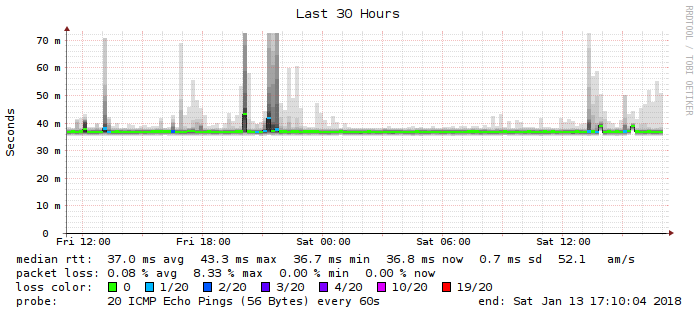 Last 30 Hours
RRDTOOL / TOBI OETIKER
Seconds
70 m
60 m
50 m
40 m
30 m
20 m
10 m
0
Fri 12:00 Fri 18:00 Sat 00:00 Sat 06:00 Sat 12:00
median rtt: 37.0 ms avg 43.3 ms max 36.7 ms min 36.8 ms now 0.7 ms sd 52.1 am/s
packet loss: 0.08 % avg 8.33 % max 0.00 % min 0.00 % now
loss color: 0 1/20 2/20 3/20 4/20 10/20 19/20
probe: 20 ICMP Echo Pings (56 Bytes) every 60s end: Sat Jan 13 17:10:04 2018